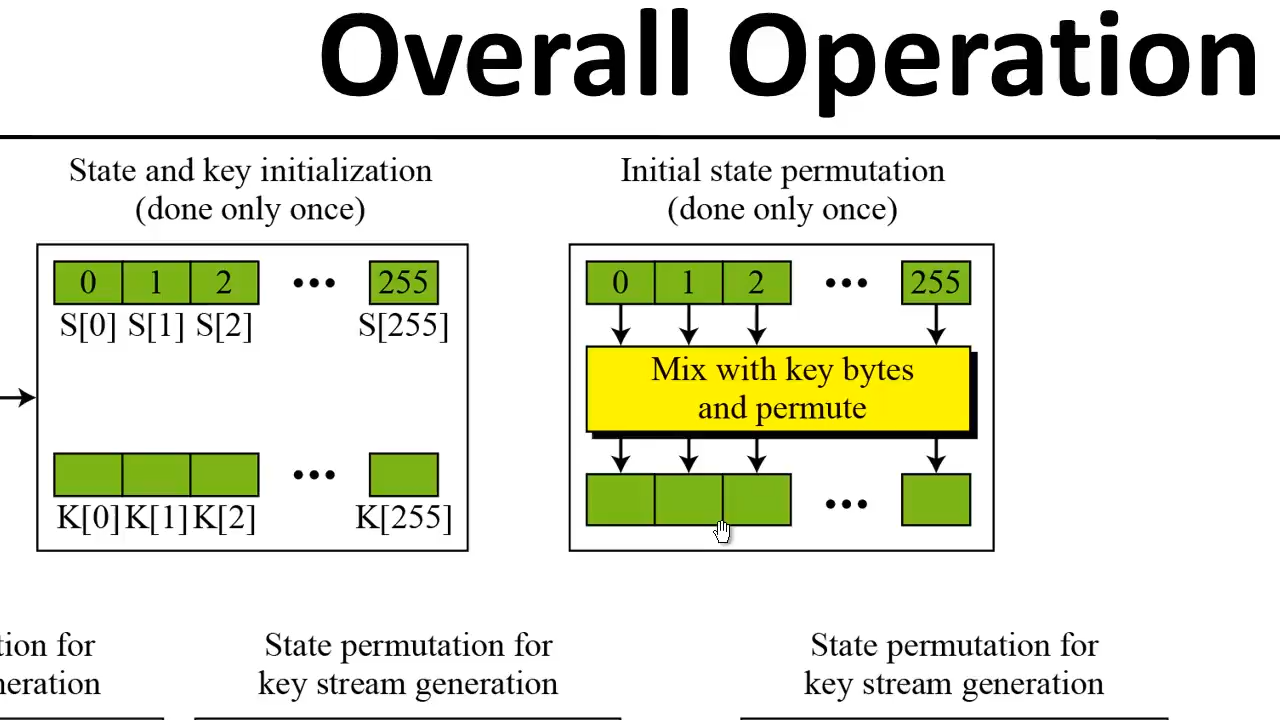 Overall Operation
State and key initialization
(done only once)
Initial state permutation
(done only once)
0 1 2 ••• 255
S[0] S[1] S[2] S[255]
•••
K[0] K[1] K[2] K[255]
0 1 2 ••• 255
Mix with key bytes
and permute
•••
tion for
neration
State permutation for
key stream generation
State permutation for
key stream generation